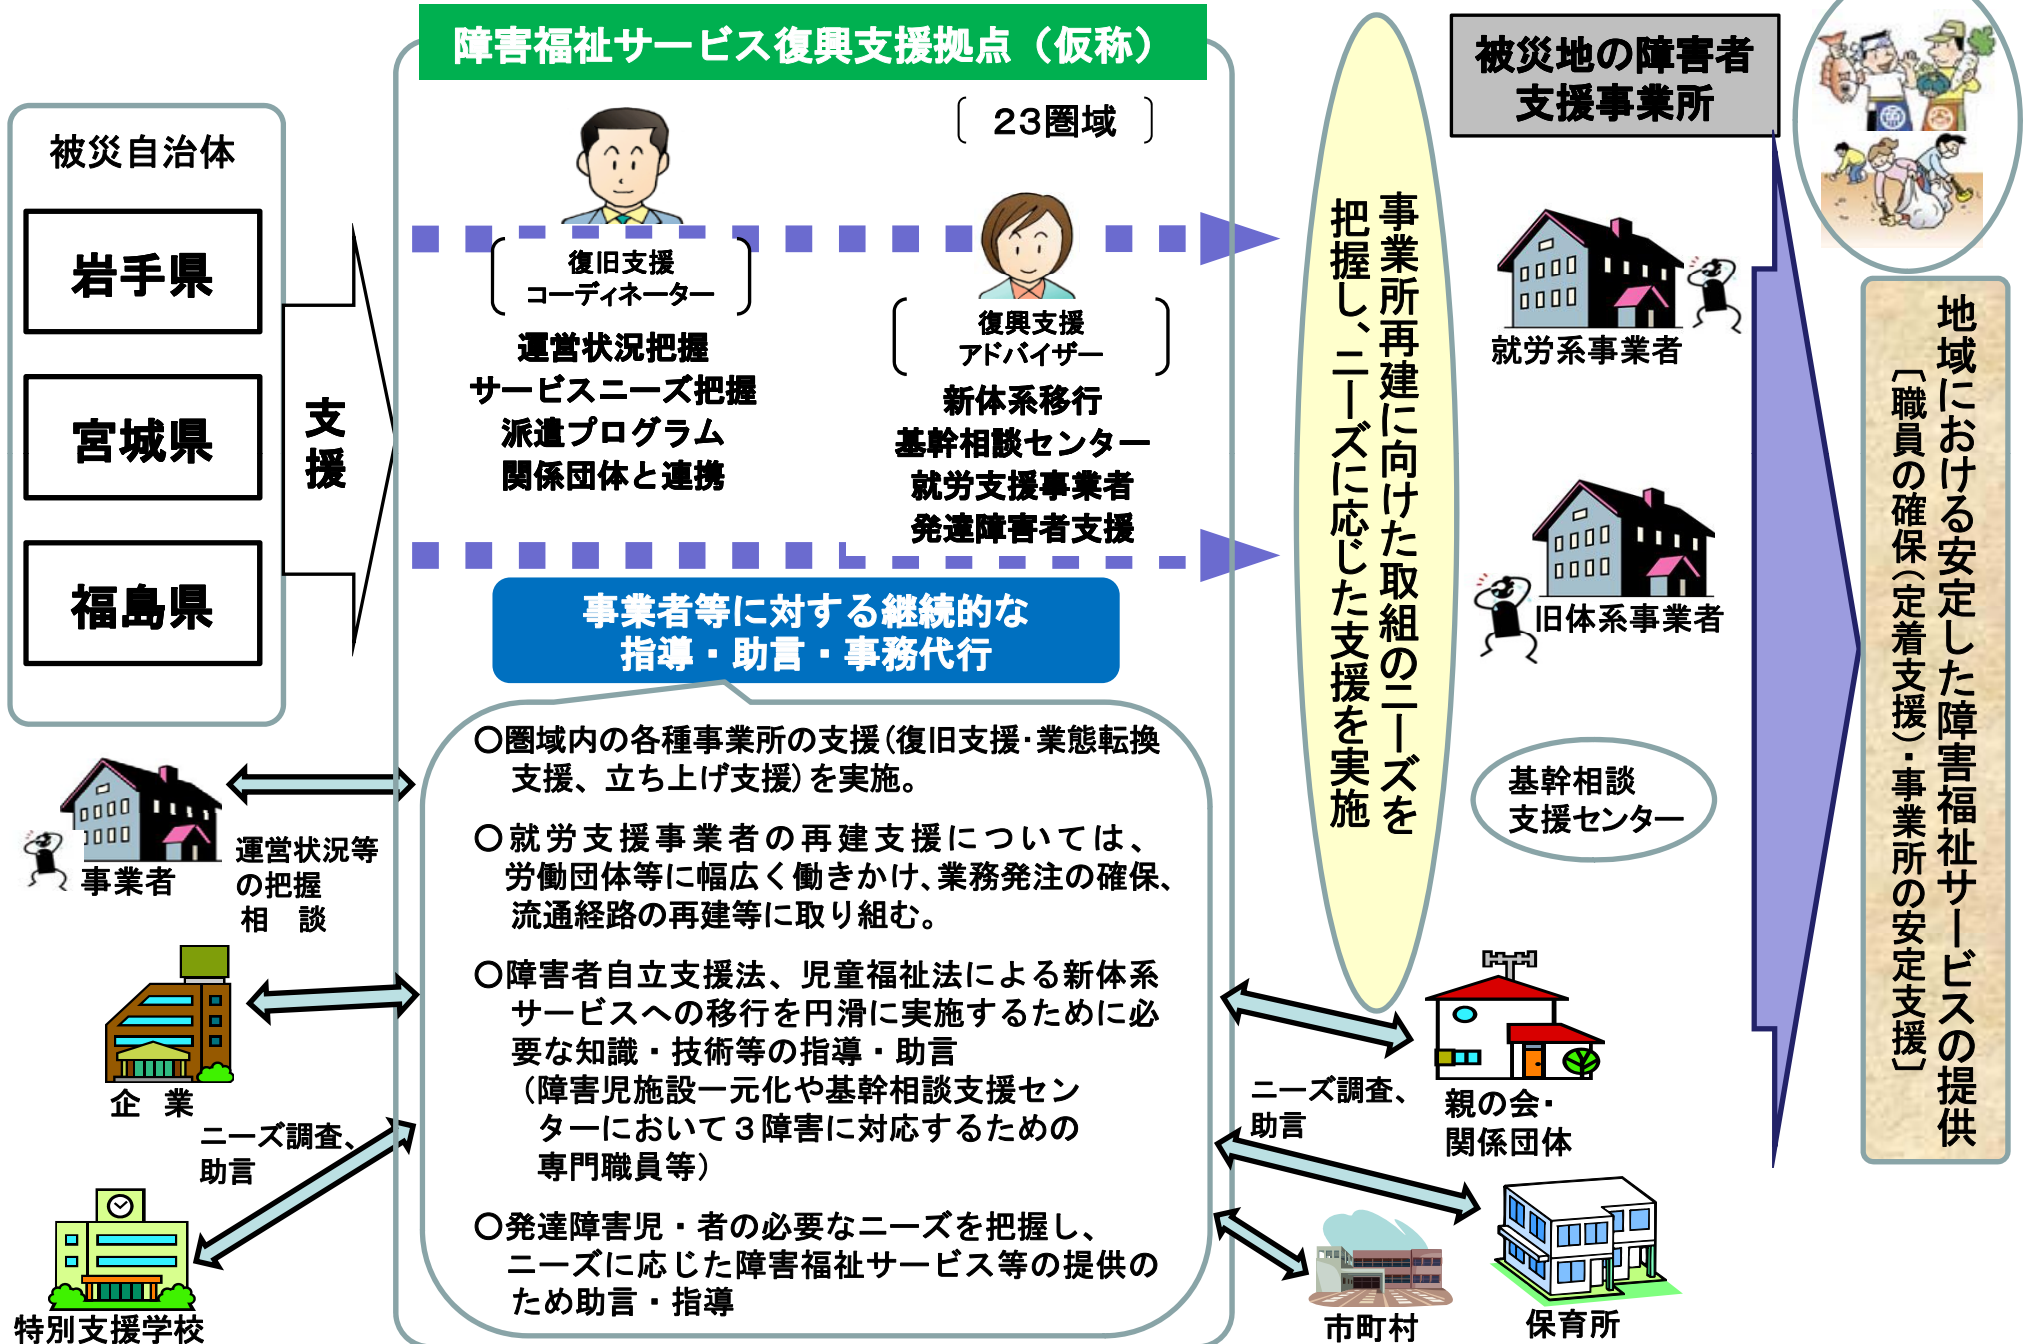 障害福祉サービス復興支援拠点（仮称）
〔 23圏域 〕
被災自治体
岩手県
宮城県
福島県
支援
復旧支援
コーディネーター
運営状況把握
サービスニーズ把握
派遣プログラム
関係団体と連携
復興支援
アドバイザー
新体系移行
基幹相談センター
就労支援事業者
発達障害者支援
事業者等に対する継続的な
指導・助言・事務代行
○圏域内の各種事業所の支援（復旧支援・業態転換
支援、立ち上げ支援）を実施。
○就労支援事業者の再建支援については、
労働団体等に幅広く働きかけ、業務発注の確保、
流通経路の再建等に取り組む。
○障害者自立支援法、児童福祉法による新体系
サービスへの移行を円滑に実施するために必
要な知識・技術等の指導・助言
（障害児施設一元化や基幹相談支援セン
ターにおいて３障害に対応するための
専門職員等）
○発達障害児・者の必要なニーズを把握し、
ニーズに応じた障害福祉サービス等の提供の
ため助言・指導
事業者
運営状況等
の把握
相　談
企　業
ニーズ調査、
助言
特別支援学校
事業所再建に向けた取組のニーズを
把握し、ニーズに応じた支援を実施
被災地の障害者
支援事業所
就労系事業者
旧体系事業者
基幹相談
支援センター
ニーズ調査、
助言
親の会・
関係団体
保育所
市町村
地域における安定した障害福祉サービスの提供
〔職員の確保（定着支援）・事業所の安定支援〕